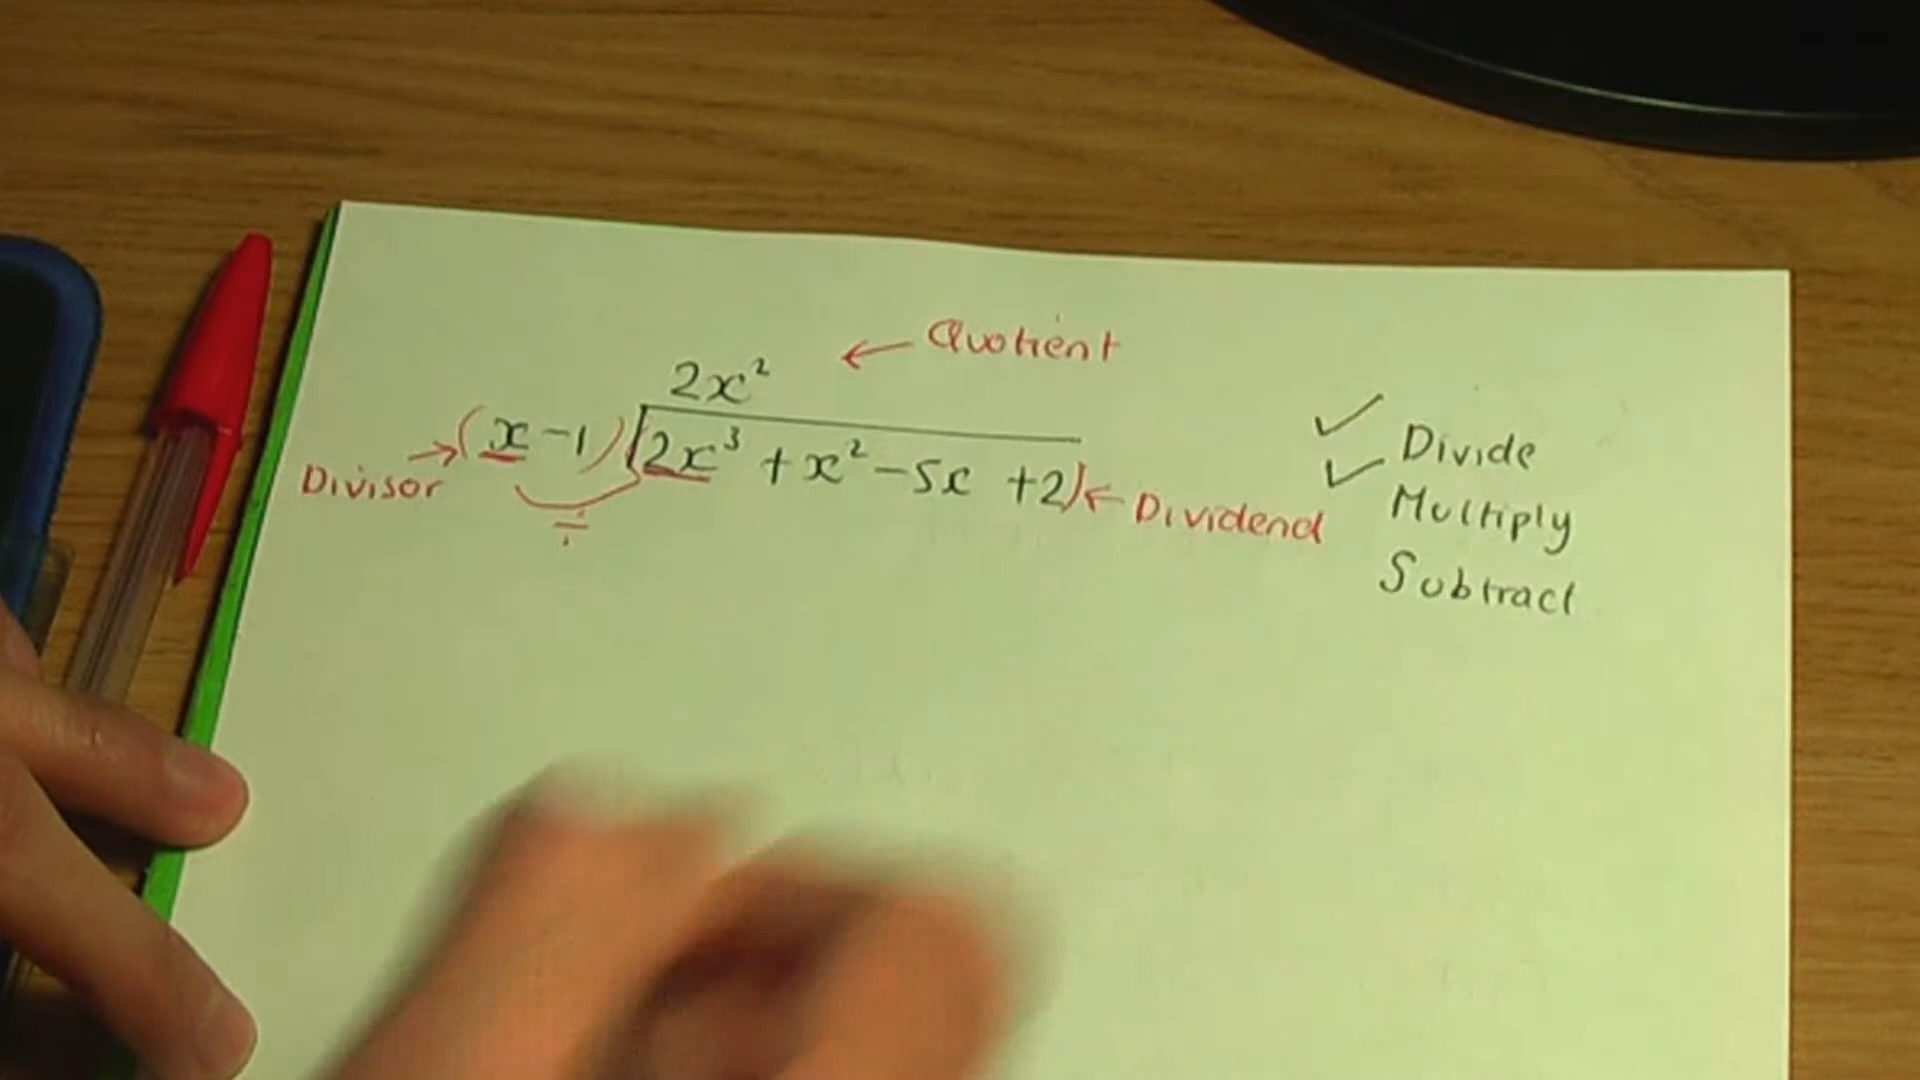 ← Quotient
2x²
(x - 1) 2x³ + x² - 5x + 2) ← Dividend
Divisor →
÷
✓ Divide
✓ Multiply
Subtract